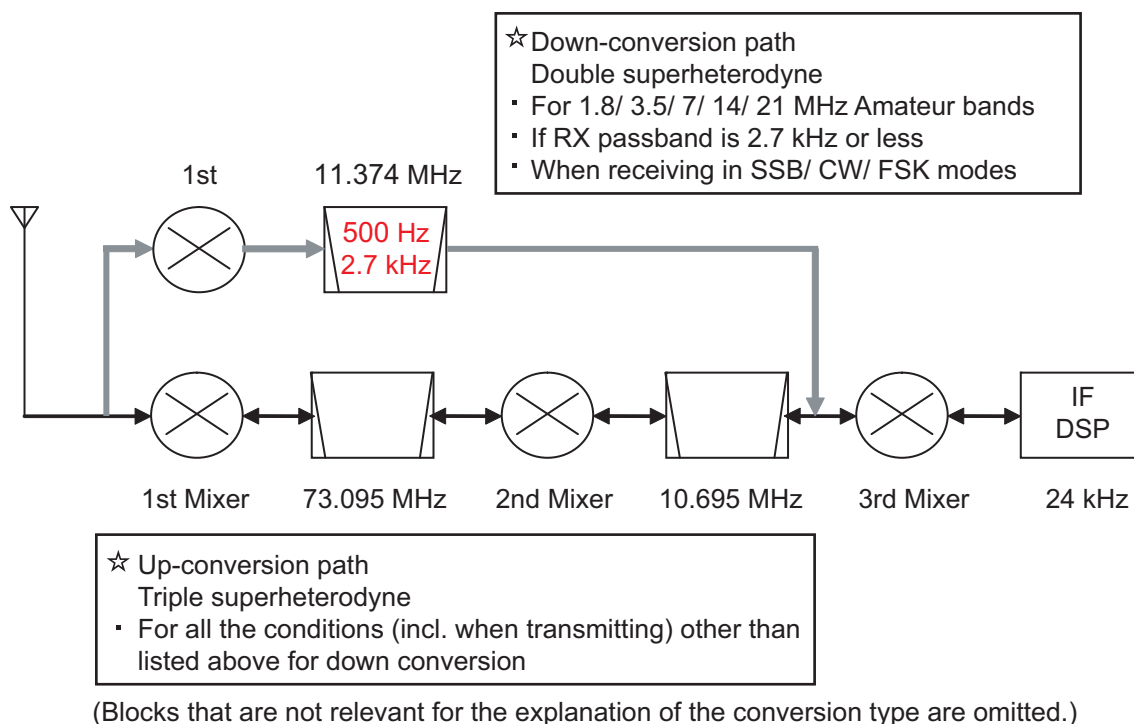 ☆Down-conversion path
Double superheterodyne
· For 1.8/ 3.5/ 7/ 14/ 21 MHz Amateur bands
· If RX passband is 2.7 kHz or less
· When receiving in SSB/ CW/ FSK modes
1st
11.374 MHz
500 Hz
2.7 kHz
IF
DSP
1st Mixer
73.095 MHz
2nd Mixer
10.695 MHz
3rd Mixer
24 kHz
☆ Up-conversion path
Triple superheterodyne
· For all the conditions (incl. when transmitting) other than
listed above for down conversion
(Blocks that are not relevant for the explanation of the conversion type are omitted.)